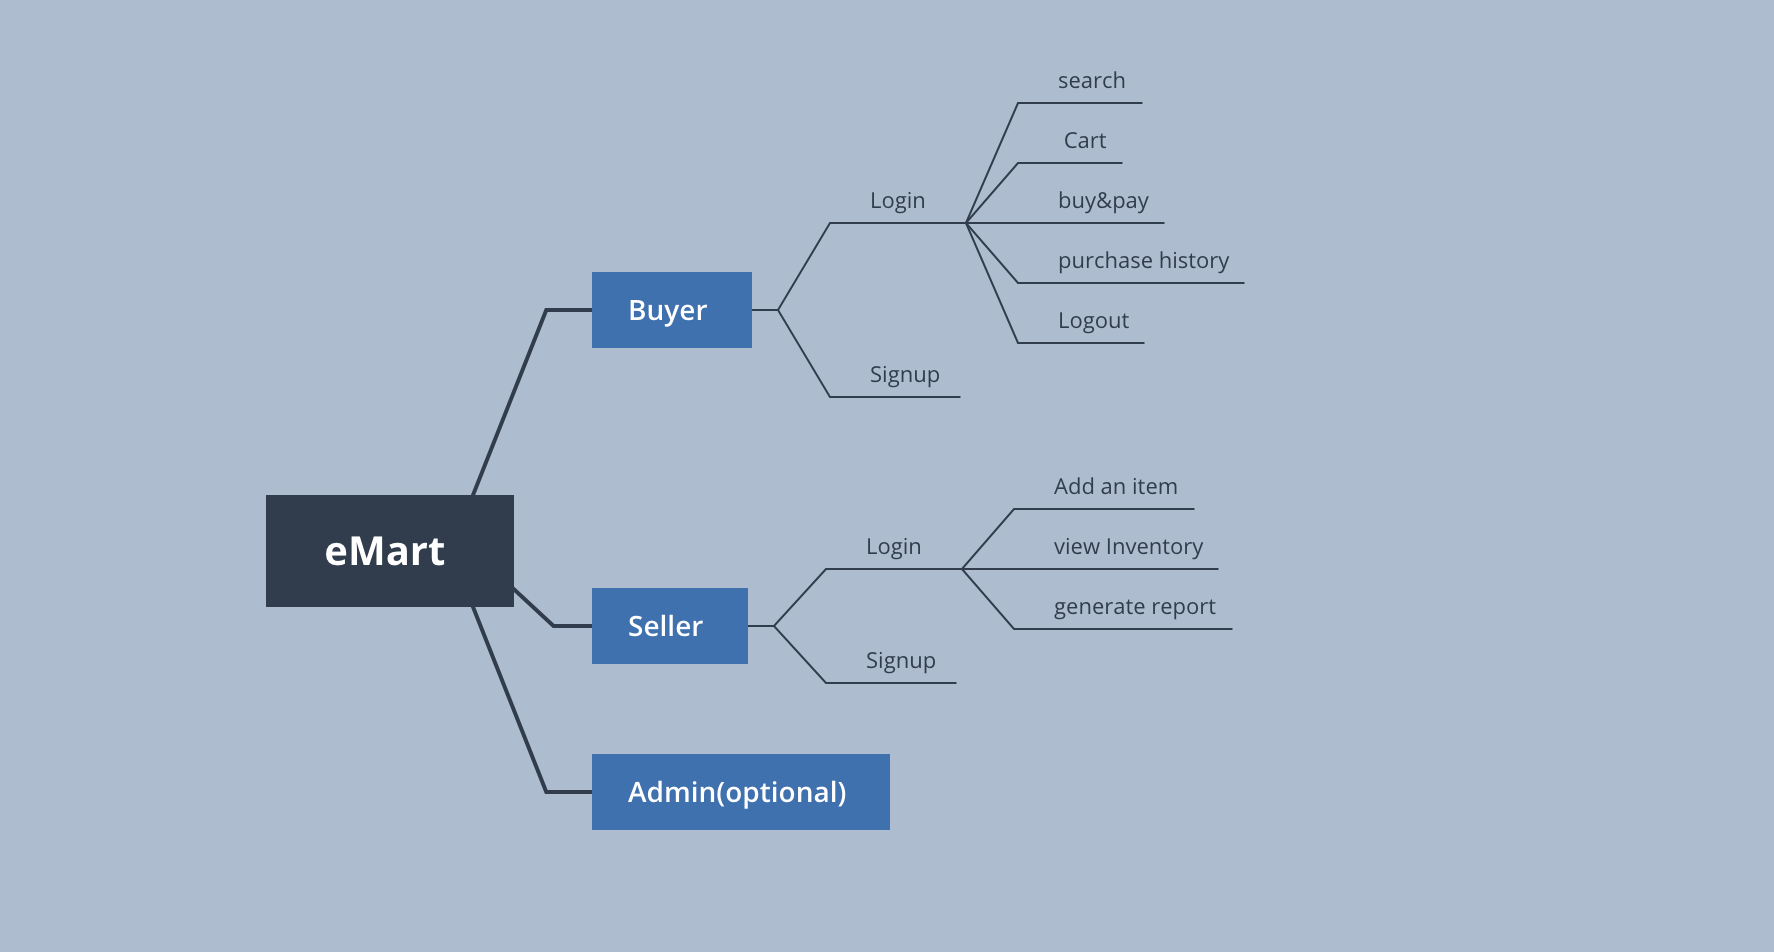 eMart
Buyer
Login
search
Cart
buy&pay
purchase history
Logout
Signup
Seller
Login
Add an item
view Inventory
generate report
Signup
Admin(optional)